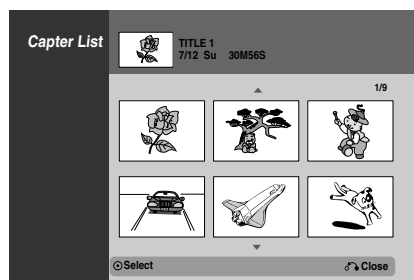 Capter List
TITLE 1
7/12 Su 30M56S
1/9
Select
Close